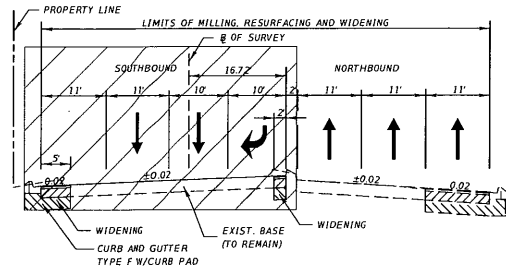 PROPERTY LINE
LIMITS OF MILLING, RESURFACING AND WIDENING
℄ OF SURVEY
SOUTHBOUND
16.72'
NORTHBOUND
11' 11' 10' 10' 2' 11' 11' 11'
2'
5'
0.02 ±0.02 ±0.02 0.02
WIDENING
EXIST. BASE
(TO REMAIN)
WIDENING
CURB AND GUTTER
TYPE F W/CURB PAD